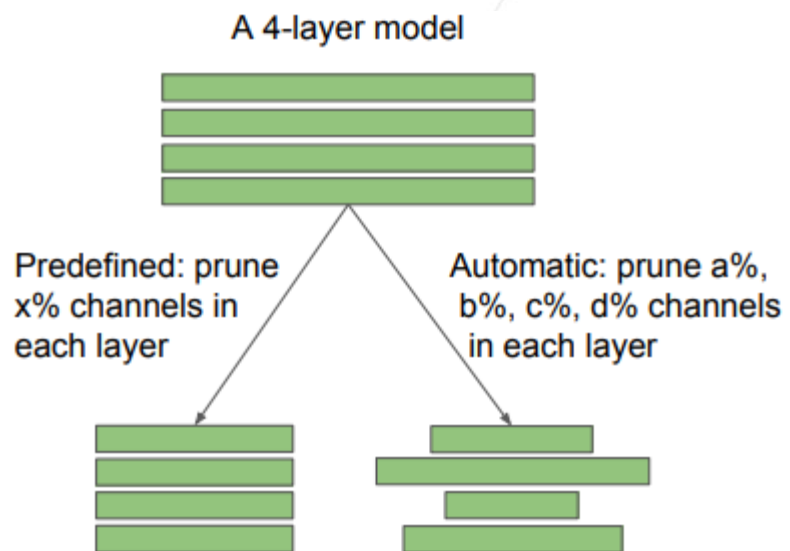 A 4-layer model
Predefined: prune
x% channels in
each layer
Automatic: prune a%,
b%, c%, d% channels
in each layer